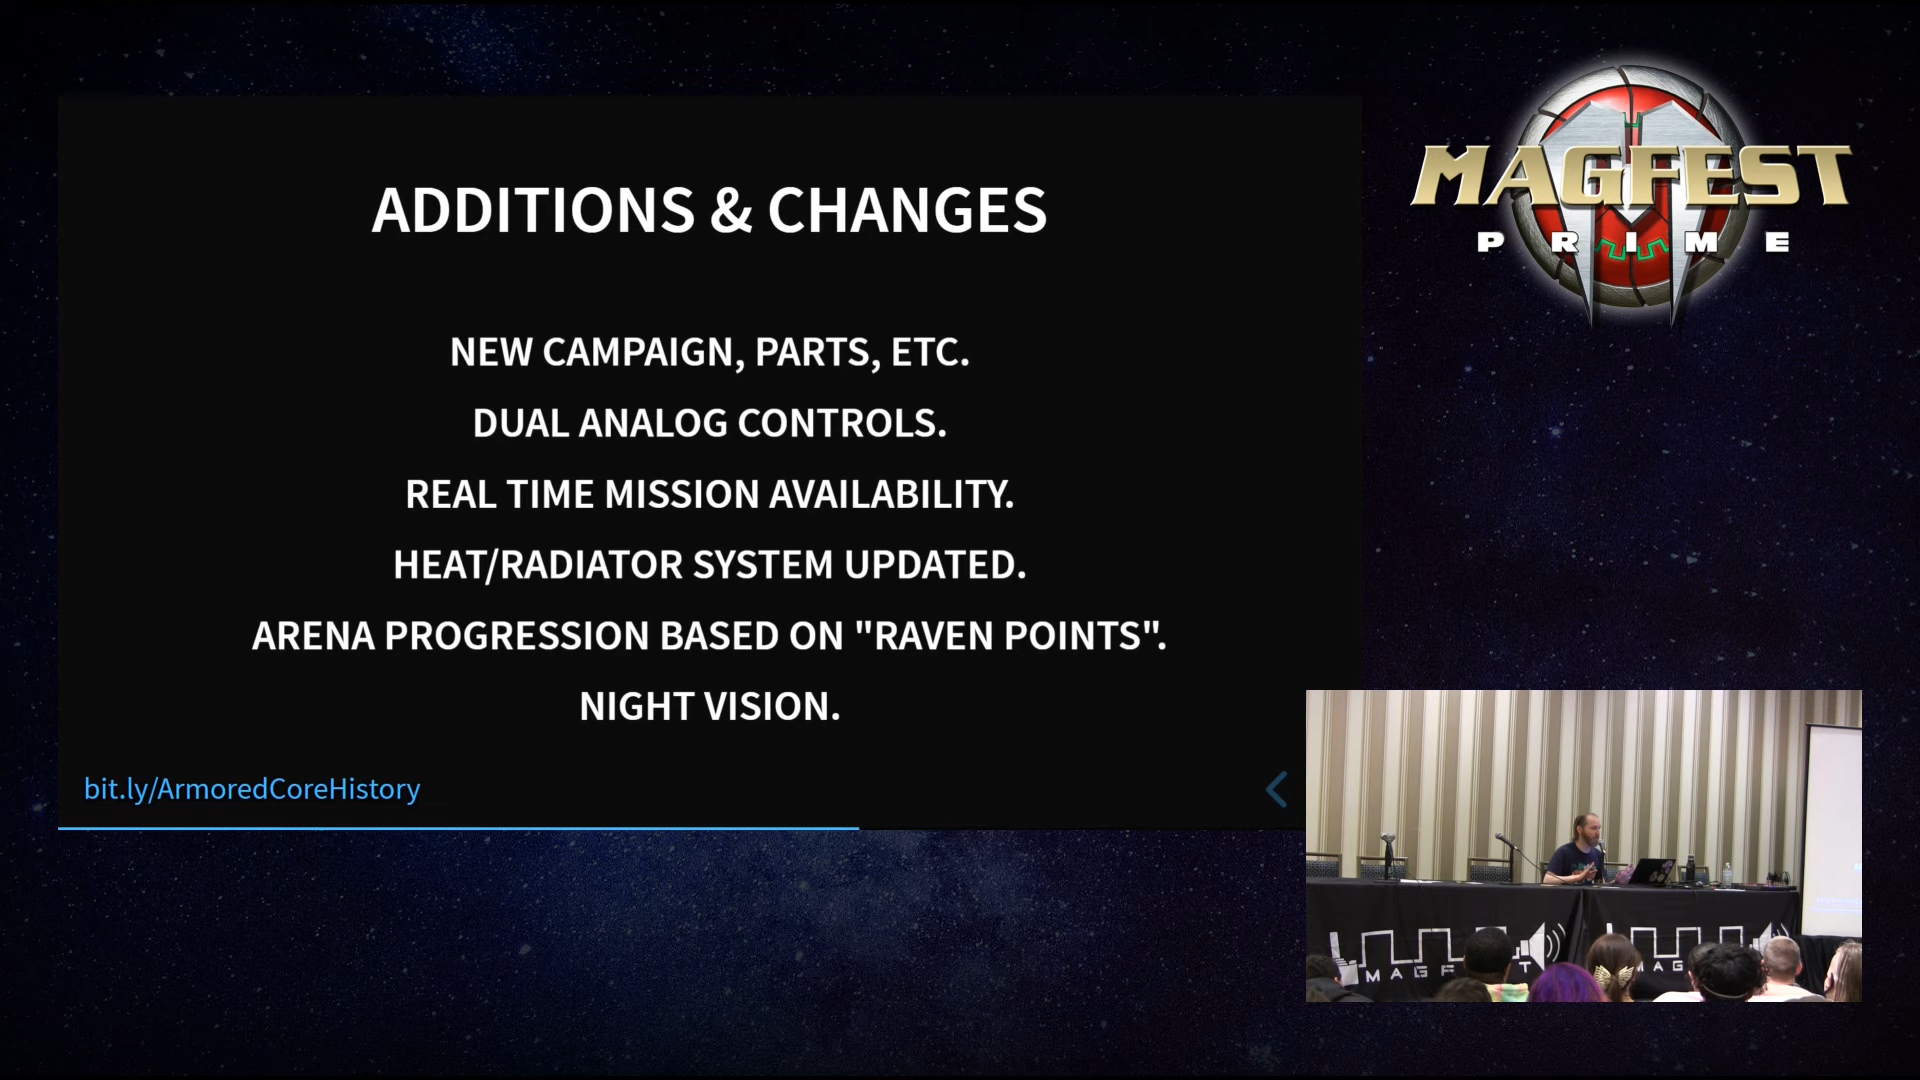 ADDITIONS & CHANGES
NEW CAMPAIGN, PARTS, ETC.
DUAL ANALOG CONTROLS.
REAL TIME MISSION AVAILABILITY.
HEAT/RADIATOR SYSTEM UPDATED.
ARENA PROGRESSION BASED ON "RAVEN POINTS".
NIGHT VISION.
bit.ly/ArmoredCoreHistory
MAGFEST
PRIME